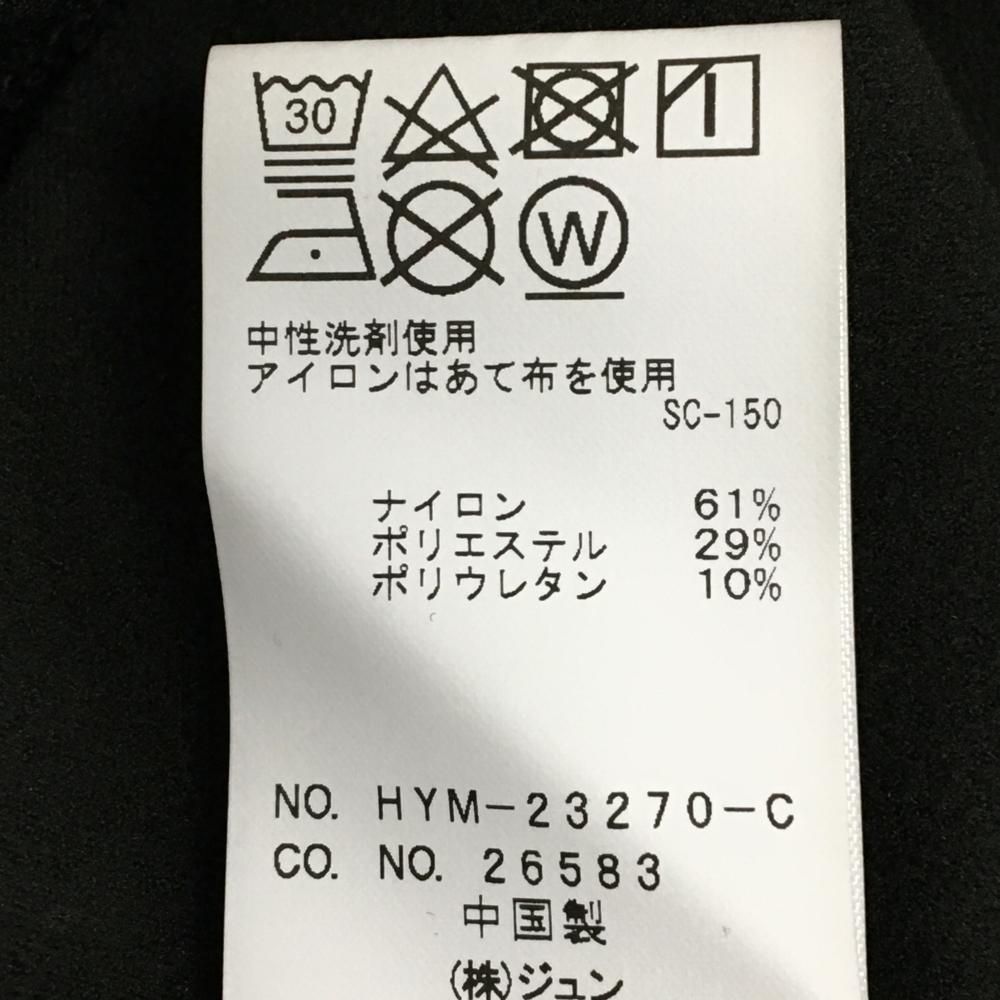 30
W
中性洗剤使用
アイロンはあて布を使用
SC-150
ナイロン 61%
ポリエステル 29%
ポリウレタン 10%
NO. HYM-23270-C
CO. NO. 26583
中国製
(株)ジュン